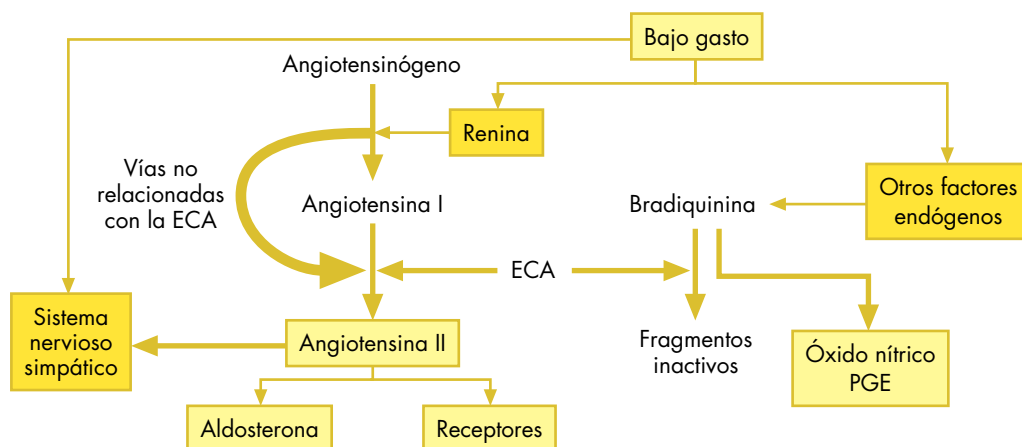 Bajo gasto
Angiotensinógeno
Renina
Vías no
relacionadas
con la ECA
Angiotensina I
Bradiquinina
Otros factores
endógenos
ECA
Sistema
nervioso
simpático
Angiotensina II
Fragmentos
inactivos
Óxido nítrico
PGE
Aldosterona
Receptores